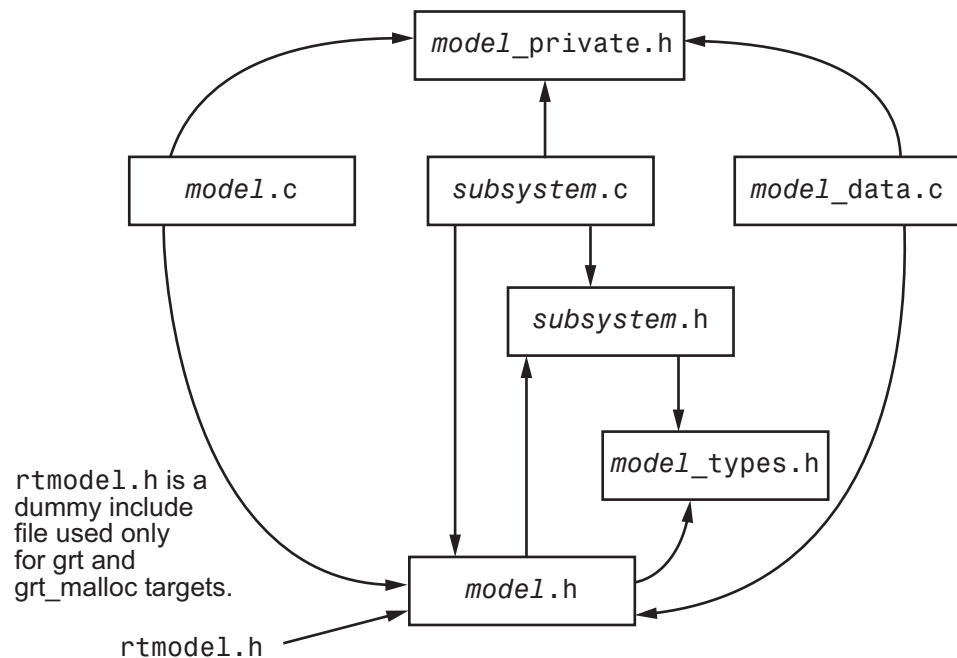 model_private.h
model.c
subsystem.c
model_data.c
subsystem.h
model_types.h
rtmodel.h is a
dummy include
file used only
for grt and
grt_malloc targets.
model.h
rtmodel.h